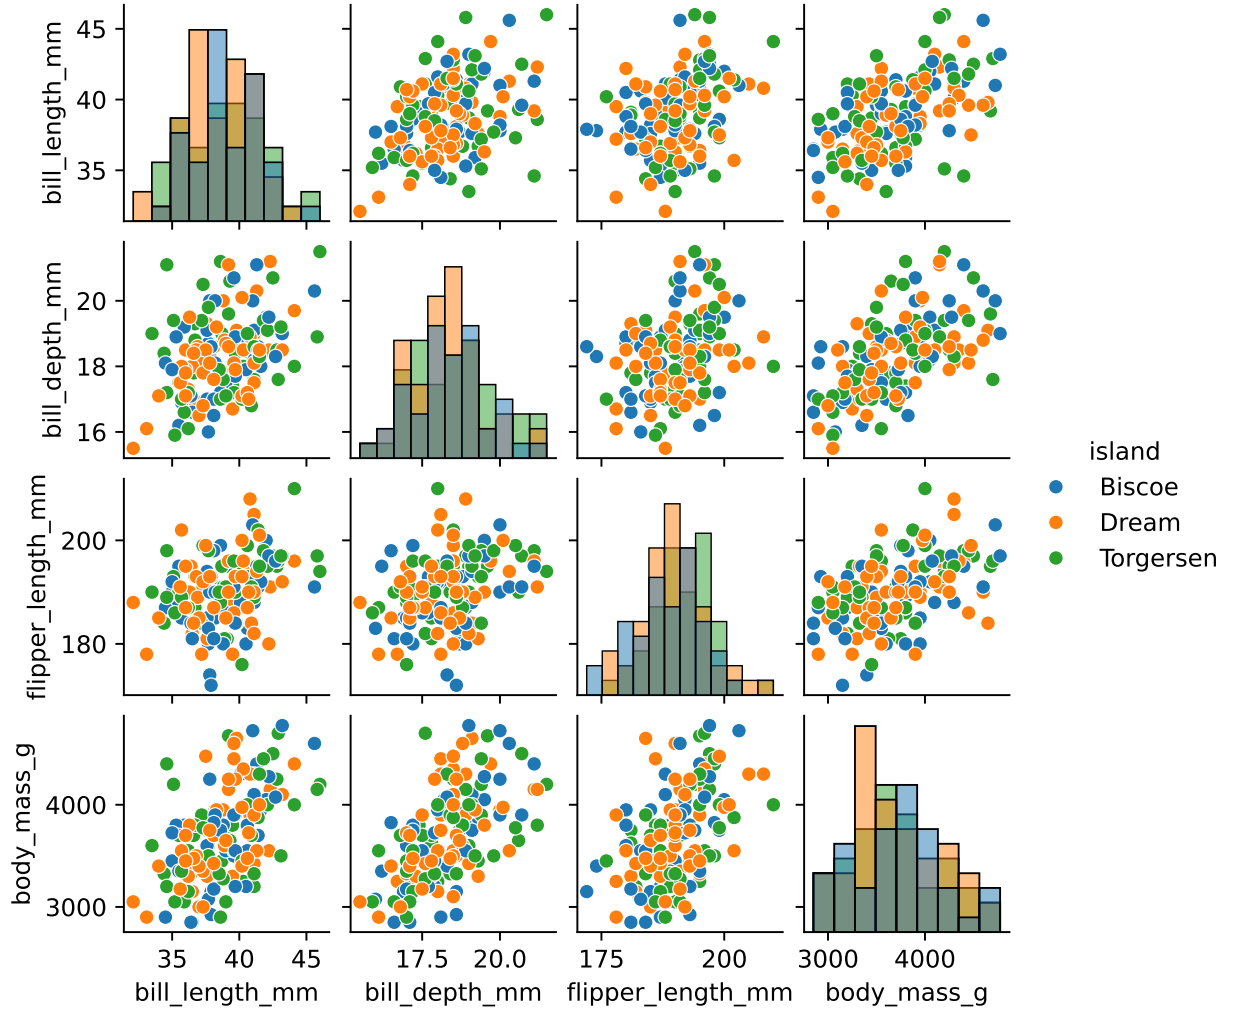 bill_length_mm
45
40
35
bill_depth_mm
20
18
16
flipper_length_mm
200
180
body_mass_g
4000
3000
35 40 45
17.5 20.0
175 200
3000 4000
bill_length_mm
bill_depth_mm
flipper_length_mm
body_mass_g
island
Biscoe
Dream
Torgersen